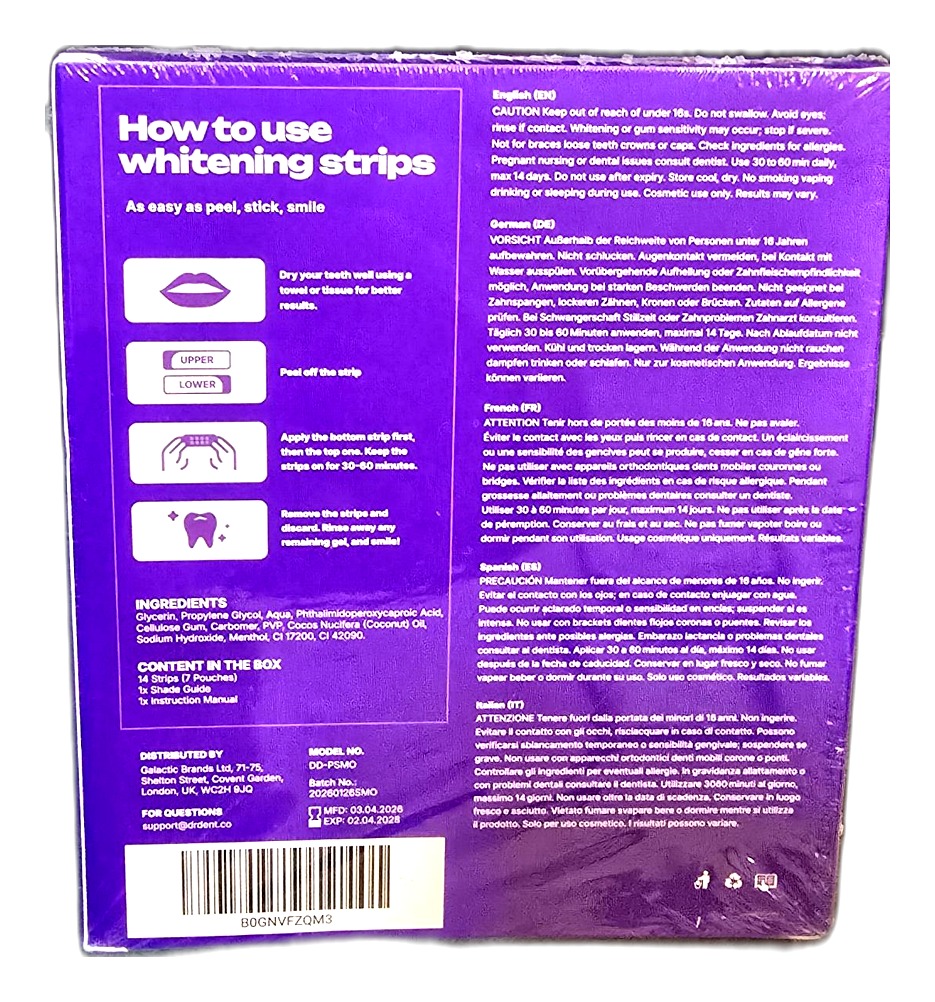 How to use
whitening strips
As easy as peel, stick, smile
Dry your teeth well using a
towel or tissue for better
results.
UPPER
LOWER
Peel off the strip
Apply the bottom strip first,
then the top one. Keep the
strips on for 30-60 minutes.
Remove the strips and
discard. Rinse away any
remaining gel, and smile!
INGREDIENTS
Glycerin, Propylene Glycol, Aqua, Phthalimidoperoxycaproic Acid,
Cellulose Gum, Carbomer, PVP, Cocos Nucifera (Coconut) Oil,
Sodium Hydroxide, Menthol, CI 17200, CI 42090.
CONTENT IN THE BOX
14 Strips (7 Pouches)
1x Shade Guide
1x Instruction Manual
DISTRIBUTED BY
Galactic Brands Ltd, 71-75,
Shelton Street, Covent Garden,
London, UK, WC2H 9JQ
FOR QUESTIONS
support@drdent.co
MODEL NO.
DD-PSMO
Batch No.:
20260126SMO
MFD: 03.04.2026
EXP: 02.04.2028
B0GNVFZQM3
English (EN)
CAUTION Keep out of reach of under 16s. Do not swallow. Avoid eyes;
rinse if contact. Whitening or gum sensitivity may occur; stop if severe.
Not for braces loose teeth crowns or caps. Check ingredients for allergies.
Pregnant nursing or dental issues consult dentist. Use 30 to 60 min daily,
max 14 days. Do not use after expiry. Store cool, dry. No smoking vaping
drinking or sleeping during use. Cosmetic use only. Results may vary.
German (DE)
VORSICHT Außerhalb der Reichweite von Personen unter 16 Jahren
aufbewahren. Nicht schlucken. Augenkontakt vermeiden, bei Kontakt mit
Wasser ausspülen. Vorübergehende Aufhellung oder Zahnfleischempfindlichkeit
möglich, Anwendung bei starken Beschwerden beenden. Nicht geeignet bei
Zahnspangen, lockeren Zähnen, Kronen oder Brücken. Zutaten auf Allergene
prüfen. Bei Schwangerschaft Stillzeit oder Zahnproblemen Zahnarzt konsultieren.
Täglich 30 bis 60 Minuten anwenden, maximal 14 Tage. Nach Ablaufdatum nicht
verwenden. Kühl und trocken lagern. Während der Anwendung nicht rauchen
dampfen trinken oder schlafen. Nur zur kosmetischen Anwendung. Ergebnisse
können variieren.
French (FR)
ATTENTION Tenir hors de portée des moins de 16 ans. Ne pas avaler.
Éviter le contact avec les yeux puis rincer en cas de contact. Un éclaircissement
ou une sensibilité des gencives peut se produire, cesser en cas de gêne forte.
Ne pas utiliser avec appareils orthodontiques dents mobiles couronnes ou
bridges. Vérifier la liste des ingrédients en cas de risque allergique. Pendant
grossesse allaitement ou problèmes dentaires consulter un dentiste.
Utiliser 30 à 60 minutes par jour, maximum 14 jours. Ne pas utiliser après la date
de péremption. Conserver au frais et au sec. Ne pas fumer vapoter boire ou
dormir pendant son utilisation. Usage cosmétique uniquement. Résultats variables.
Spanish (ES)
PRECAUCIÓN Mantener fuera del alcance de menores de 16 años. No ingerir.
Evitar el contacto con los ojos; en caso de contacto enjuagar con agua.
Puede ocurrir aclarado temporal o sensibilidad en encías; suspender si es
intensa. No usar con brackets dientes flojos coronas o puentes. Revisar los
ingredientes ante posibles alergias. Embarazo lactancia o problemas dentales
consultar al dentista. Aplicar 30 a 60 minutos al día, máximo 14 días. No usar
después de la fecha de caducidad. Conservar en lugar fresco y seco. No fumar
vapear beber o dormir durante su uso. Solo uso cosmético. Resultados variables.
Italian (IT)
ATTENZIONE Tenere fuori dalla portata dei minori di 16 anni. Non ingerire.
Evitare il contatto con gli occhi, risciacquare in caso di contatto. Possono
verificarsi sbiancamento temporaneo o sensibilità gengivale; sospendere se
grave. Non usare con apparecchi ortodontici denti mobili corone o ponti.
Controllare gli ingredienti per eventuali allergie. In gravidanza allattamento o
con problemi dentali consultare il dentista. Utilizzare 3060 minuti al giorno,
massimo 14 giorni. Non usare oltre la data di scadenza. Conservare in luogo
fresco e asciutto. Vietato fumare svapare bere o dormire mentre si utilizza
il prodotto. Solo per uso cosmetico. I risultati possono variare.